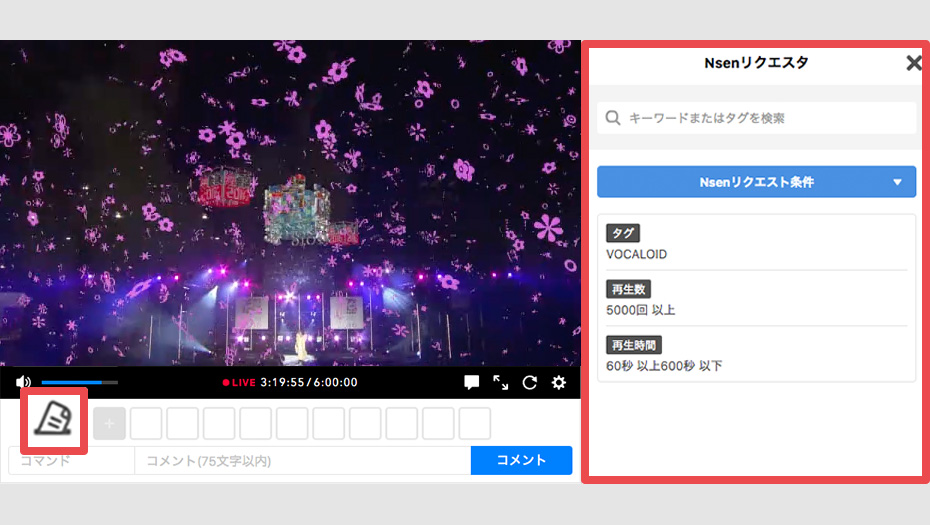 Nsenリクエスタ
キーワードまたはタグを検索
Nsenリクエスト条件
タグ
VOCALOID
再生数
5000回 以上
再生時間
60秒 以上600秒 以下
LIVE 3:19:55/6:00:00
コマンド
コメント(75文字以内)
コメント